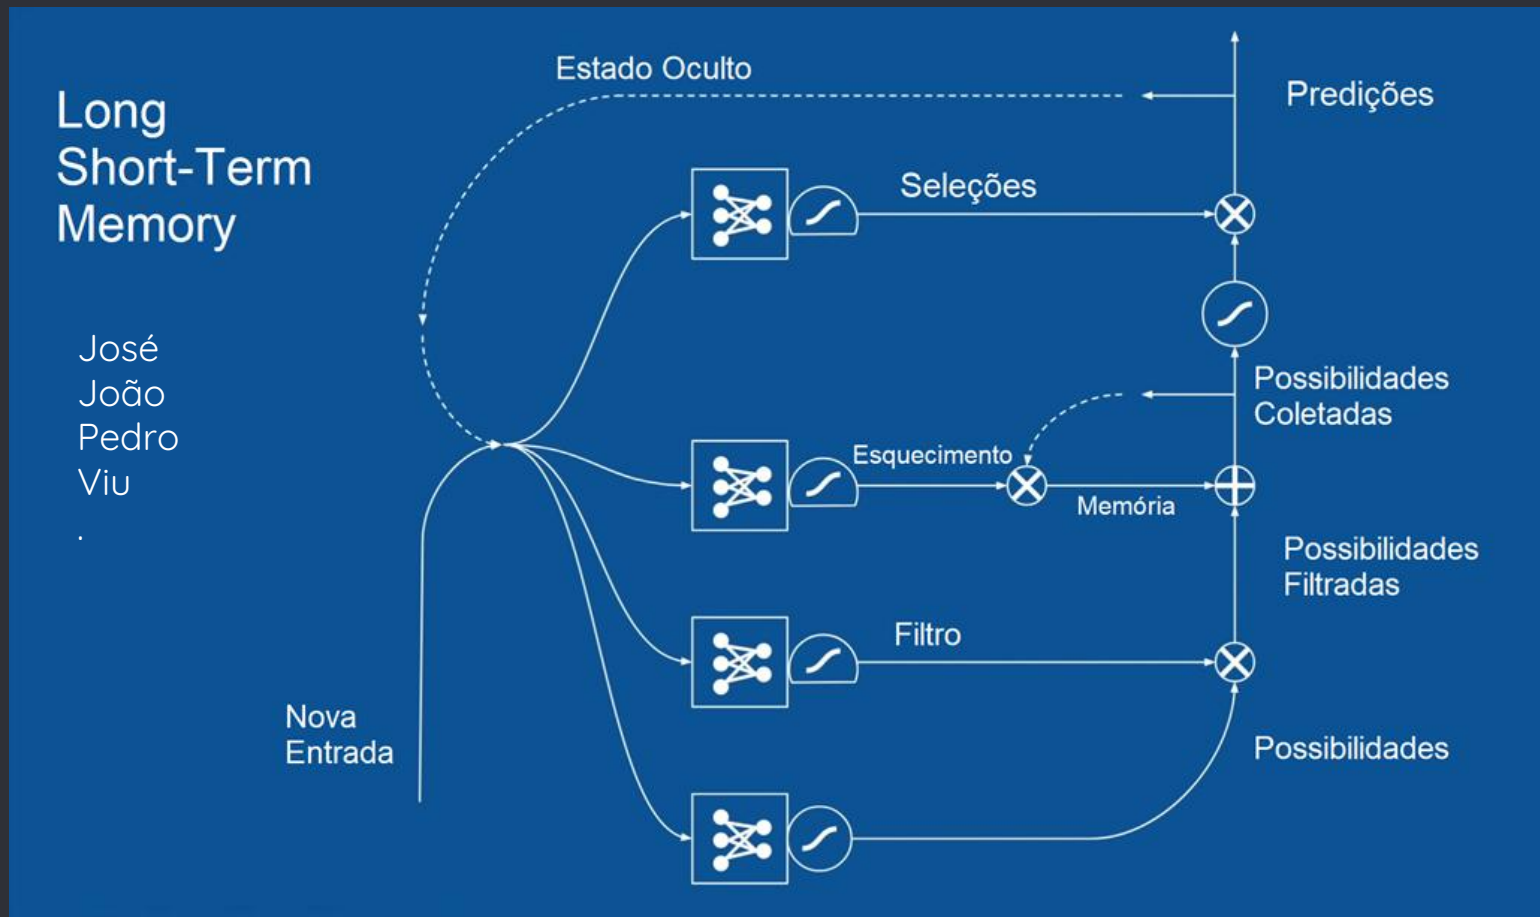 Long
Short-Term
Memory
José
João
Pedro
Viu
.
Estado Oculto
Predições
Seleções
Possibilidades
Coletadas
Esquecimento
Memória
Possibilidades
Filtradas
Filtro
Nova
Entrada
Possibilidades